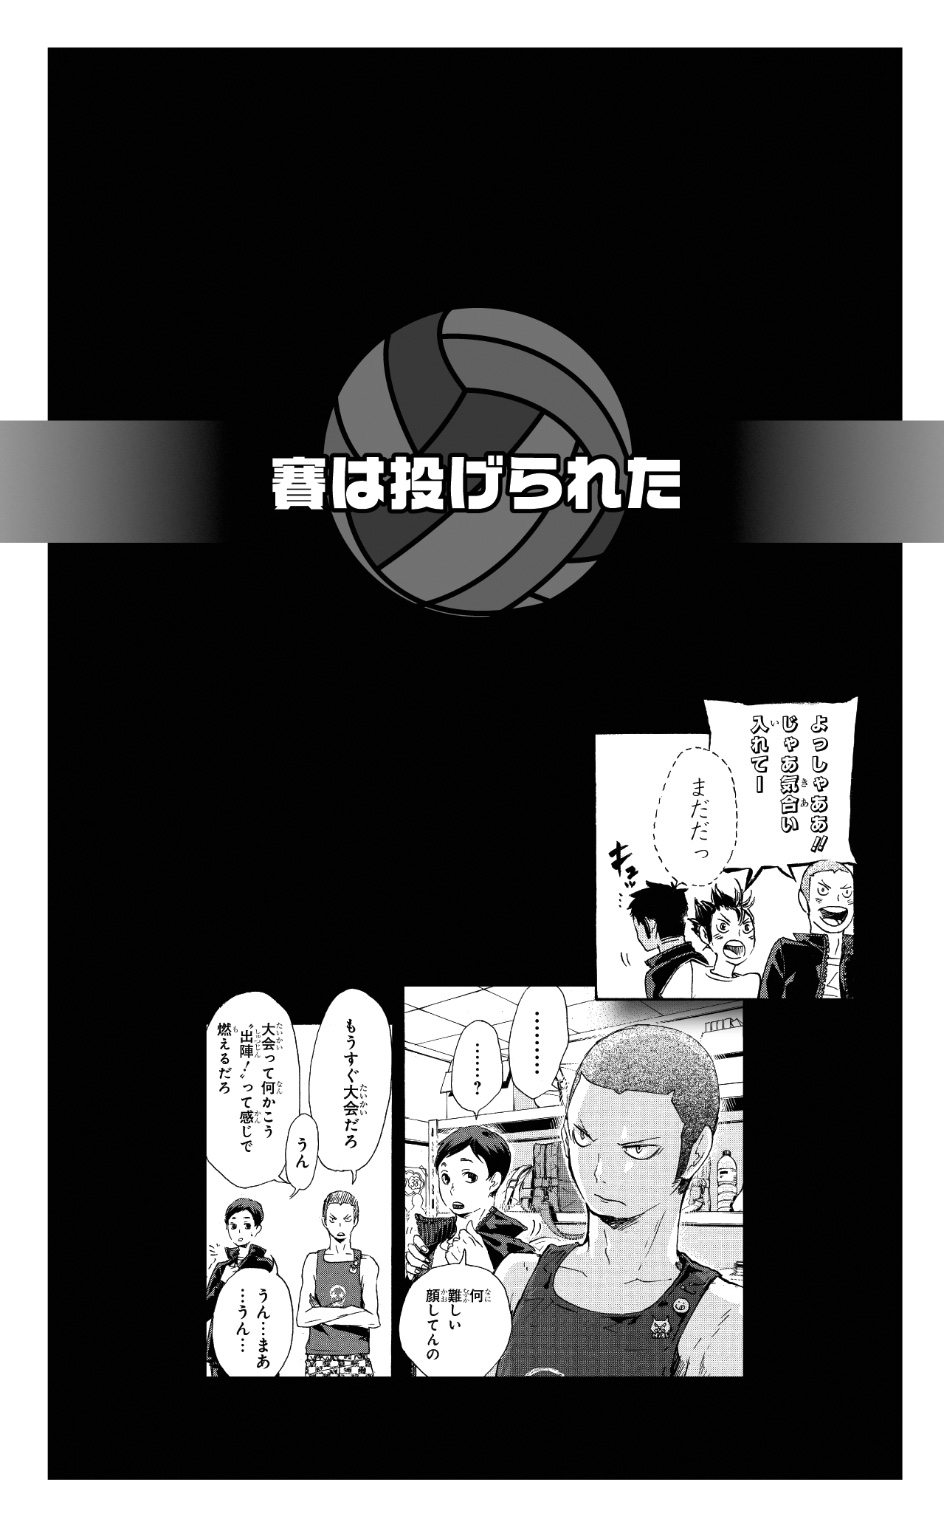 賽は投げられた
よっしゃああ!!
じゃあ気合い
入れてー
まだだっ
キュッ
…………
……?
何
難しい
顔してんの
もうすぐ大会だろ
うん
大会って何かこう
〝出陣!〟って感じで
燃えるだろ
うん…まあ
…うん…